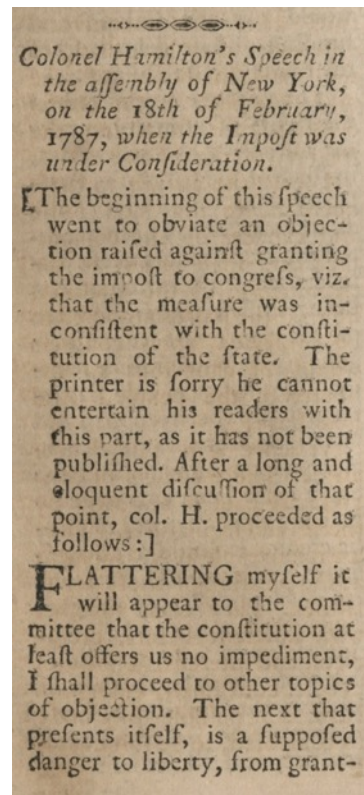 Colonel Hamilton's Speech in
the aſſembly of New York,
on the 18th of February,
1787, when the Impoſt was
under Conſideration.
[The beginning of this ſpeech
went to obviate an objec-
tion raiſed againſt granting
the impoſt to congreſs, viz.
that the meaſure was in-
conſiſtent with the conſti-
tution of the ſtate. The
printer is ſorry he cannot
entertain his readers with
this part, as it has not been
publiſhed. After a long and
eloquent diſcuſſion of that
point, col. H. proceeded as
follows:]
FLATTERING myſelf it
will appear to the com-
mittee that the conſtitution at
leaſt offers us no impediment,
I ſhall proceed to other topics
of objection. The next that
preſents itſelf, is a ſuppoſed
danger to liberty, from grant-